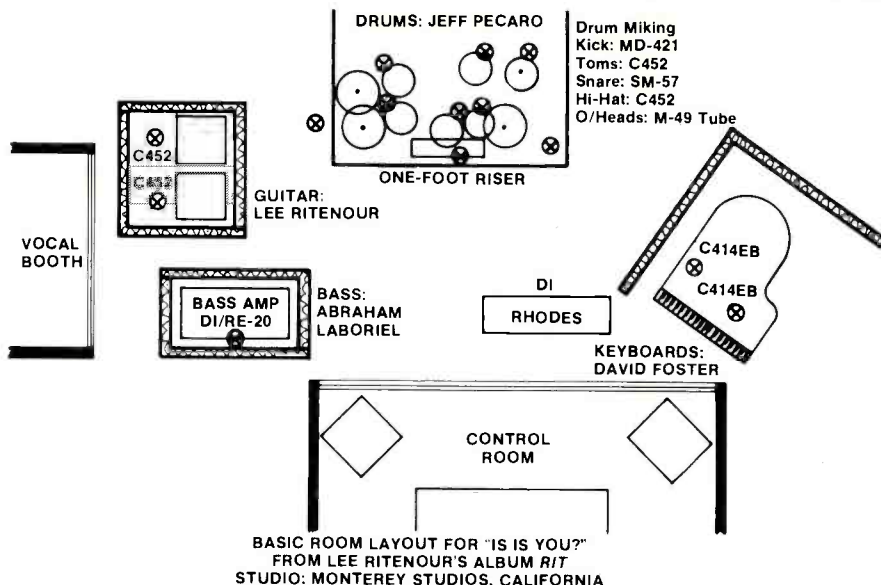 DRUMS: JEFF PECARO
Drum Miking
Kick: MD-421
Toms: C452
Snare: SM-57
Hi-Hat: C452
O/Heads: M-49 Tube
ONE-FOOT RISER
C452
C452
GUITAR:
LEE RITENOUR
VOCAL
BOOTH
BASS AMP
DI/RE-20
BASS:
ABRAHAM
LABORIEL
DI
RHODES
C414EB
C414EB
KEYBOARDS:
DAVID FOSTER
CONTROL
ROOM
BASIC ROOM LAYOUT FOR "IS IS YOU?"
FROM LEE RITENOUR'S ALBUM RIT
STUDIO: MONTEREY STUDIOS, CALIFORNIA